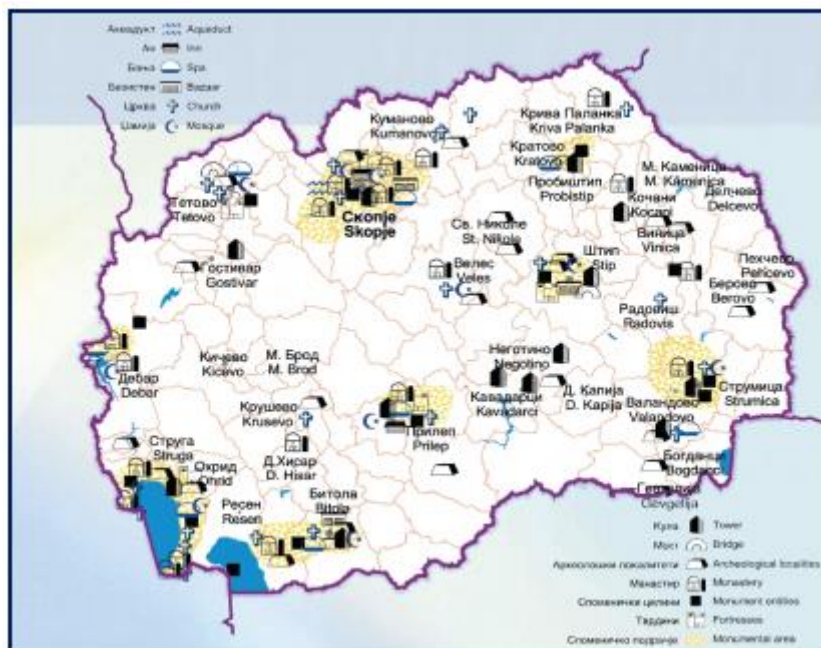 Аквадукт Aqueduct
Ан Inn
Бања Spa
Безистен Bazaar
Црква Church
Џамија Mosque
Куманово
Kumanovo
Крива Паланка
Kriva Palanka
Кратово
Kratovo
Пробиштип
Probistip
М. Каменица
M. Kamenica
Делчево
Delcevo
Кочани
Kocani
Виница
Vinica
Тетово
Tetovo
Скопје
Skopje
Св. Николе
St. Nikole
Штип
Stip
Пехчево
Pehcevo
Гостивар
Gostivar
Велес
Veles
Берово
Berovo
Радовиш
Radovis
Неготино
Negotino
Кичево
Kicevo
М. Брод
M. Brod
Дебар
Debar
Крушево
Krusevo
Кавадарци
Kavadarci
Д. Капија
D. Kapija
Струмица
Strumica
Валандово
Valandovo
Прилеп
Prilep
Струга
Struga
Охрид
Ohrid
Д.Хисар
D. Hisar
Битола
Bitola
Ресен
Resen
Богданци
Bogdanci
Гевгелија
Gevgelija
Кула Tower
Мост Bridge
Археолошки локалитети Archeological localities
Манастир Monastery
Споменички целини Monument entities
Тврдини Fortresses
Споменичко подрачје Monumental area